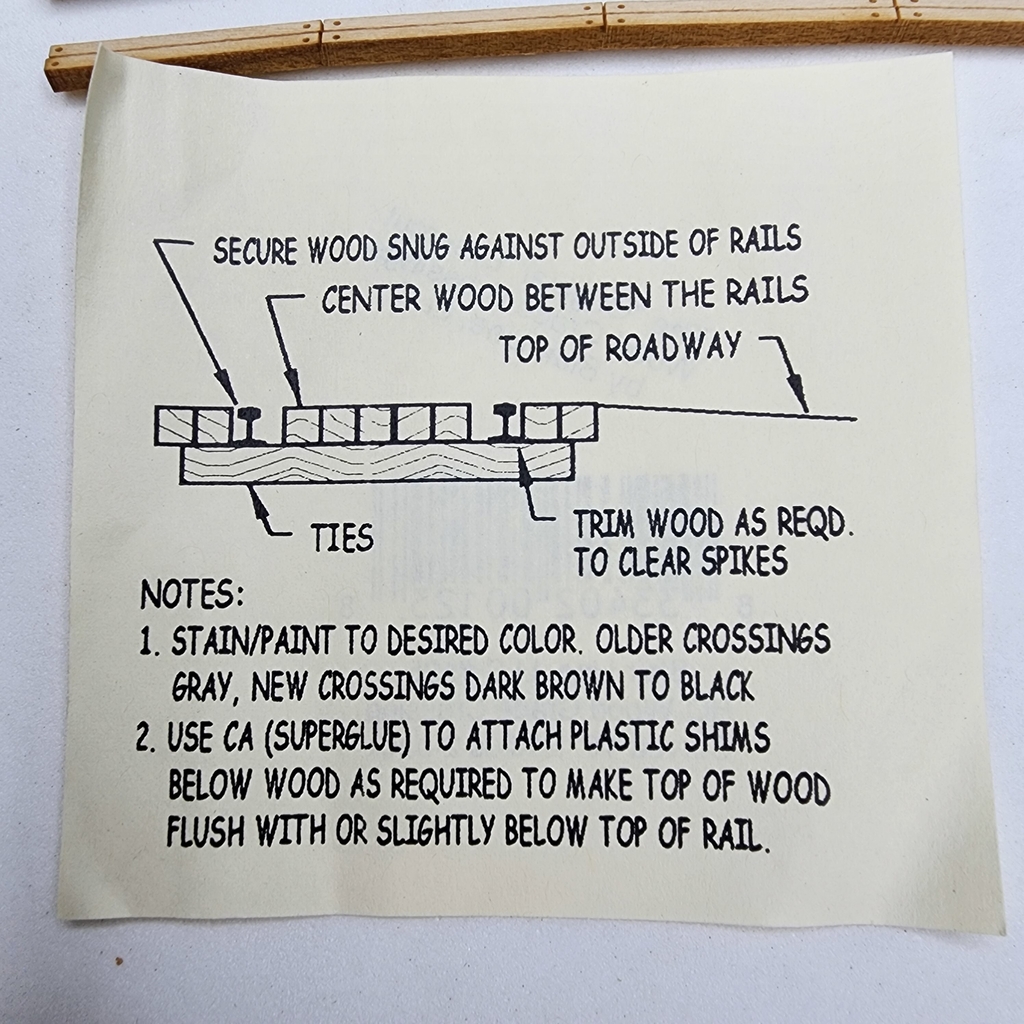 SECURE WOOD SNUG AGAINST OUTSIDE OF RAILS
CENTER WOOD BETWEEN THE RAILS
TOP OF ROADWAY
TIES
TRIM WOOD AS REQD.
TO CLEAR SPIKES
NOTES:
1. STAIN/PAINT TO DESIRED COLOR. OLDER CROSSINGS
GRAY, NEW CROSSINGS DARK BROWN TO BLACK
2. USE CA (SUPERGLUE) TO ATTACH PLASTIC SHIMS
BELOW WOOD AS REQUIRED TO MAKE TOP OF WOOD
FLUSH WITH OR SLIGHTLY BELOW TOP OF RAIL.